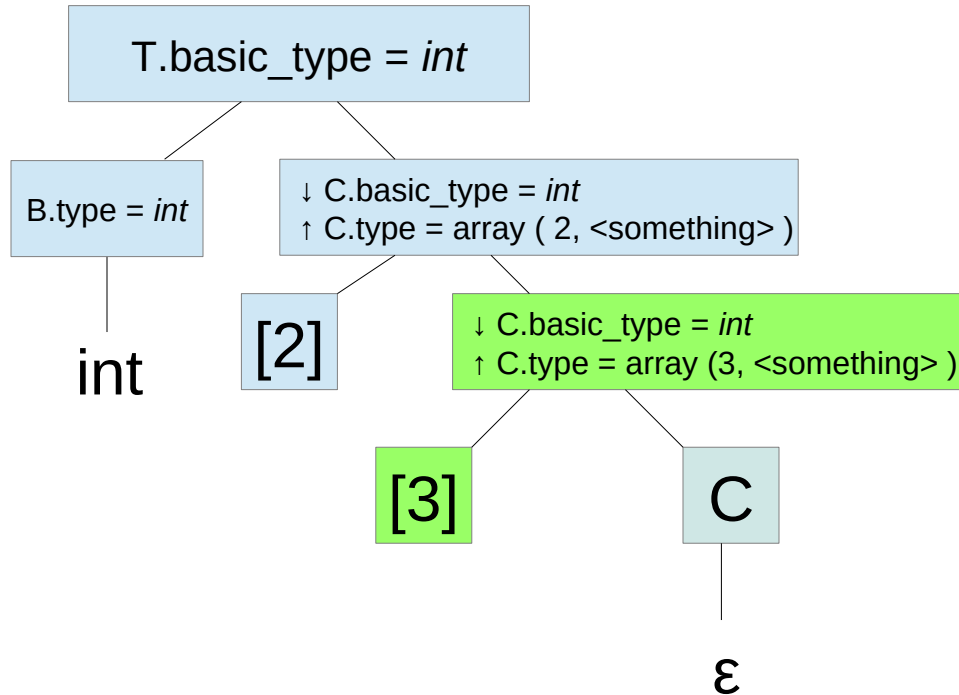 T.basic_type = int
B.type = int
↓ C.basic_type = int
↑ C.type = array ( 2, <something> )
int
[2]
↓ C.basic_type = int
↑ C.type = array (3, <something> )
[3]
C
ε